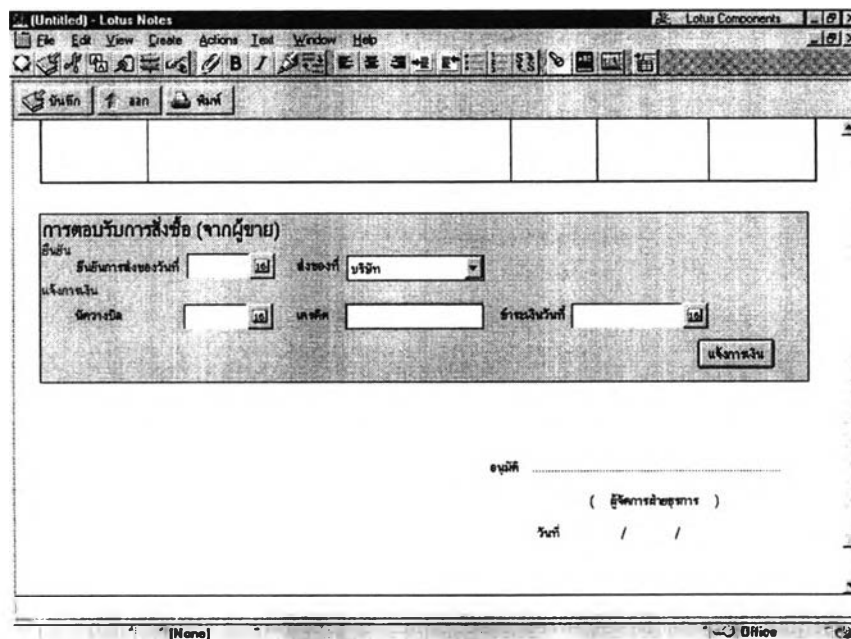 (Untitled) - Lotus Notes Lotus Components
File Edit View Create Actions Text Window Help
บันทึก ออก พิมพ์
การตอบรับการสั่งซื้อ (จากผู้ขาย)
ยืนยัน
ยืนยันการส่งของวันที่ 16 ส่งของที่ บริษัท
แจ้งการเงิน
นัดวางบิล 16 เครดิต ชำระเงินวันที่ 16
แจ้งการเงิน
อนุมัติ
( ผู้จัดการฝ่ายธุรการ )
วันที่ / /
[None] Office